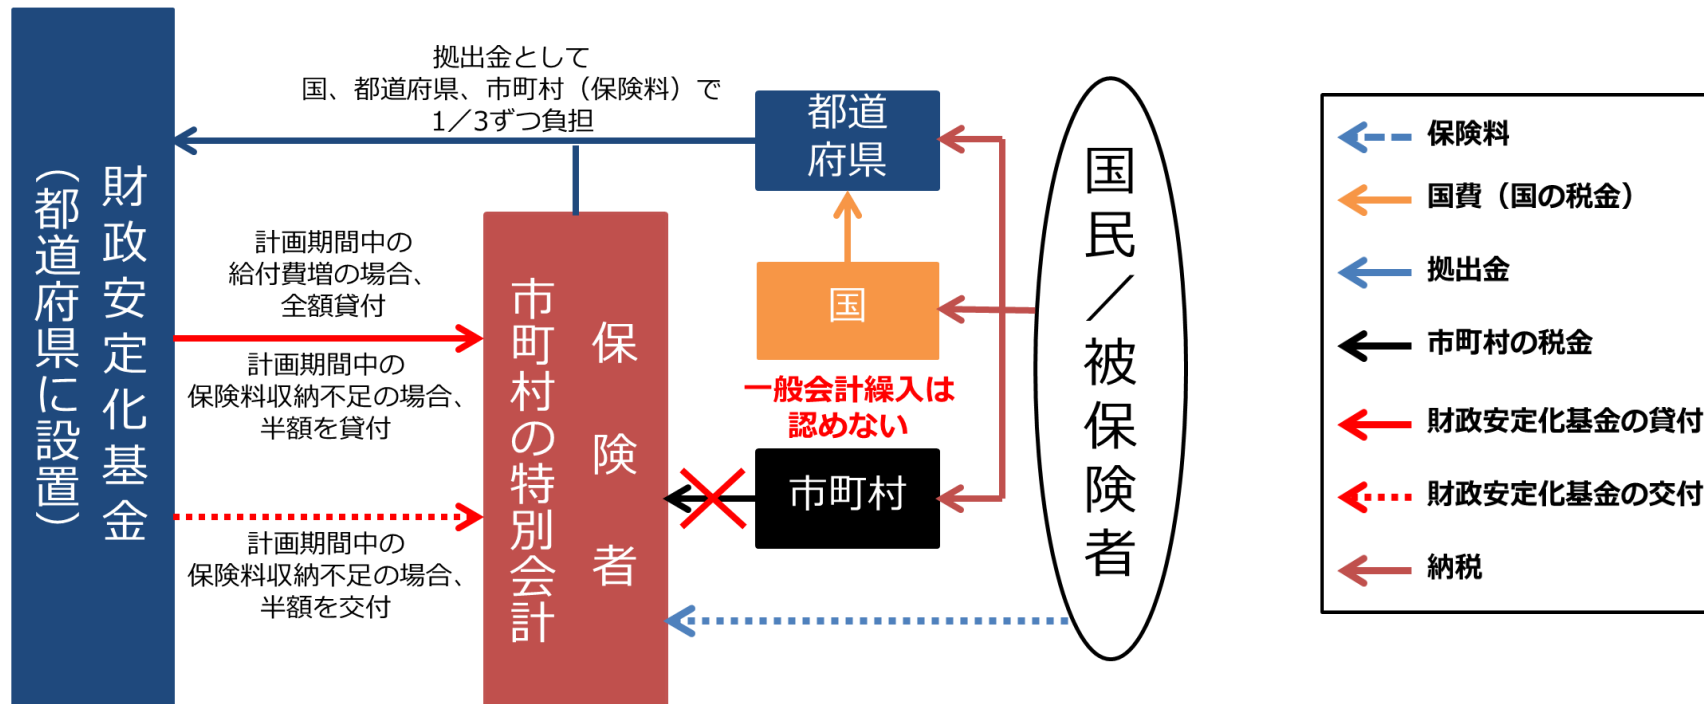 財政安定化基金
（都道府県に設置）
拠出金として
国、都道府県、市町村（保険料）で
1／3ずつ負担
計画期間中の
給付費増の場合、
全額貸付
計画期間中の
保険料収納不足の場合、
半額を貸付
計画期間中の
保険料収納不足の場合、
半額を交付
保険者
市町村の特別会計
都道
府県
国
一般会計繰入は
認めない
市町村
国民／被保険者
保険料
国費（国の税金）
拠出金
市町村の税金
財政安定化基金の貸付
財政安定化基金の交付
納税